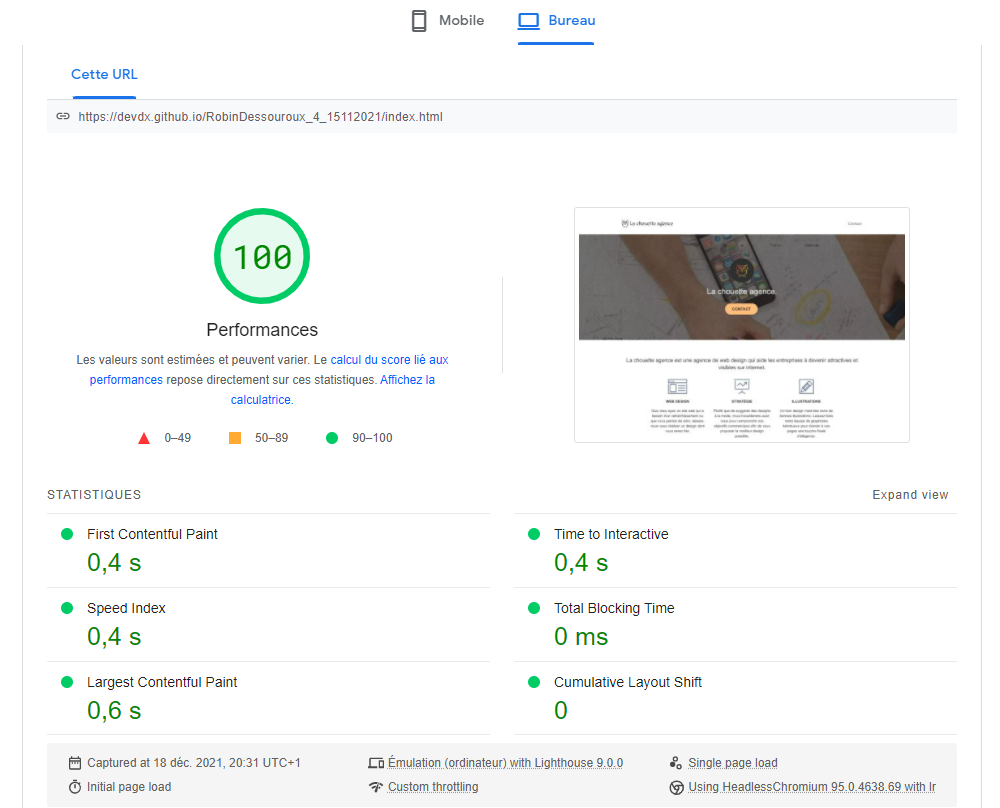 Mobile
Bureau
Cette URL
https://devdx.github.io/RobinDessouroux_4_15112021/index.html
100
Performances
Les valeurs sont estimées et peuvent varier. Le calcul du score lié aux
performances repose directement sur ces statistiques. Affichez la
calculatrice.
0–49
50–89
90–100
La chouette agence
Contact
La chouette agence.
CONTACT
La chouette agence est une agence de web design qui aide les entreprises à devenir attractives et
visibles sur Internet.
WEB DESIGN
STRATÉGIE
ILLUSTRATIONS
STATISTIQUES
Expand view
First Contentful Paint
0,4 s
Time to Interactive
0,4 s
Speed Index
0,4 s
Total Blocking Time
0 ms
Largest Contentful Paint
0,6 s
Cumulative Layout Shift
0
Captured at 18 déc. 2021, 20:31 UTC+1
Émulation (ordinateur) with Lighthouse 9.0.0
Single page load
Initial page load
Custom throttling
Using HeadlessChromium 95.0.4638.69 with lr